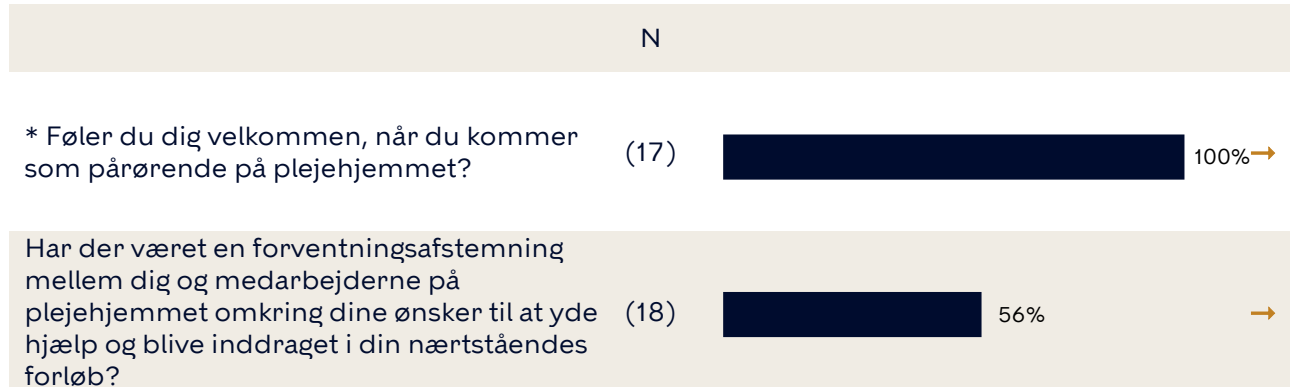 N
* Føler du dig velkommen, når du kommer
som pårørende på plejehjemmet?
(17)
100%→
Har der været en forventningsafstemning
mellem dig og medarbejderne på
plejehjemmet omkring dine ønsker til at yde
hjælp og blive inddraget i din nærtståendes
forløb?
(18)
56%
→